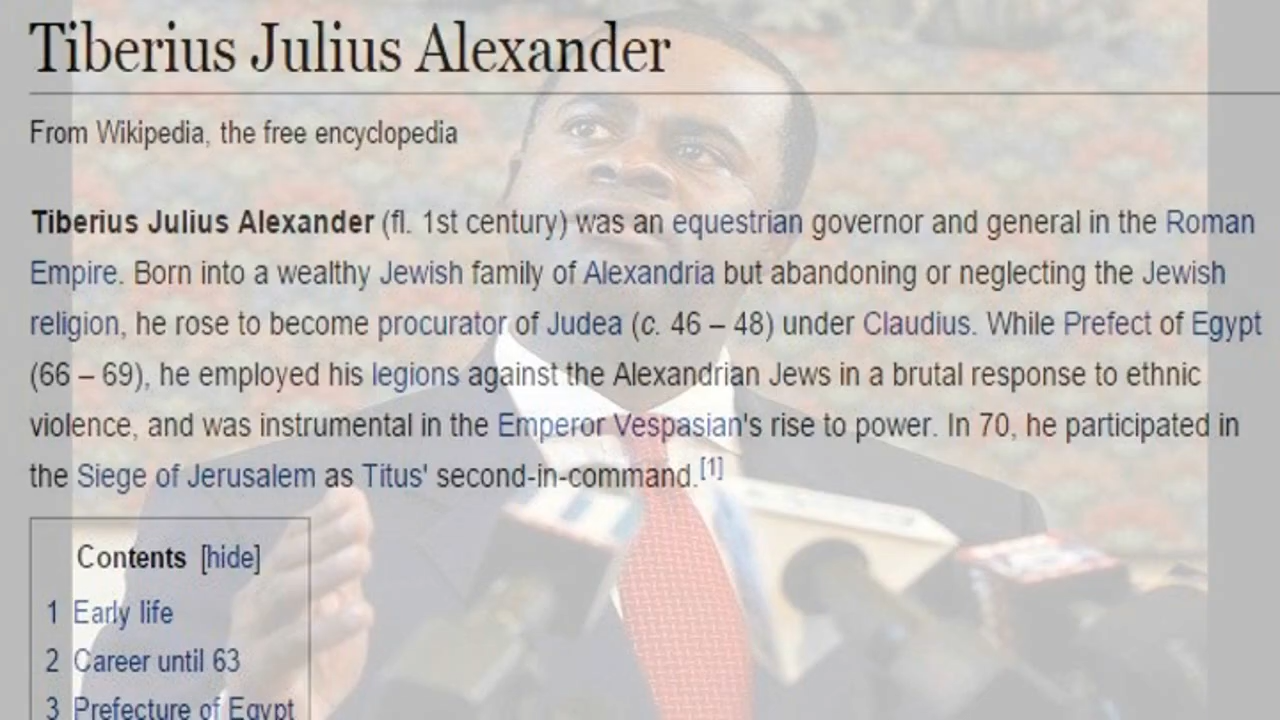 Tiberius Julius Alexander
From Wikipedia, the free encyclopedia
Tiberius Julius Alexander (fl. 1st century) was an equestrian governor and general in the Roman
Empire. Born into a wealthy Jewish family of Alexandria but abandoning or neglecting the Jewish
religion, he rose to become procurator of Judea (c. 46 – 48) under Claudius. While Prefect of Egypt
(66 – 69), he employed his legions against the Alexandrian Jews in a brutal response to ethnic
violence, and was instrumental in the Emperor Vespasian's rise to power. In 70, he participated in
the Siege of Jerusalem as Titus' second-in-command.[1]
Contents [hide]
1 Early life
2 Career until 63
3 Prefecture of Egypt